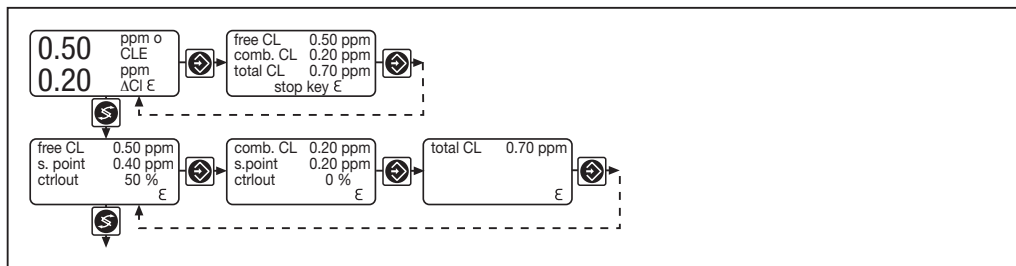 0.50 ppm o
CLE
0.20 ppm
ΔCl ε
free CL 0.50 ppm
comb. CL 0.20 ppm
total CL 0.70 ppm
stop key ε
free CL 0.50 ppm
s. point 0.40 ppm
ctrlout 50 %
ε
comb. CL 0.20 ppm
s.point 0.20 ppm
ctrlout 0 %
ε
total CL 0.70 ppm
ε